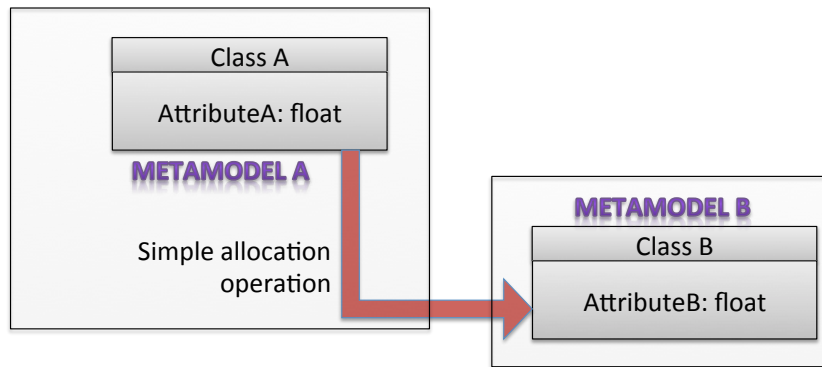 Class A
AttributeA: float
METAMODEL A
Simple allocation
operation
METAMODEL B
Class B
AttributeB: float